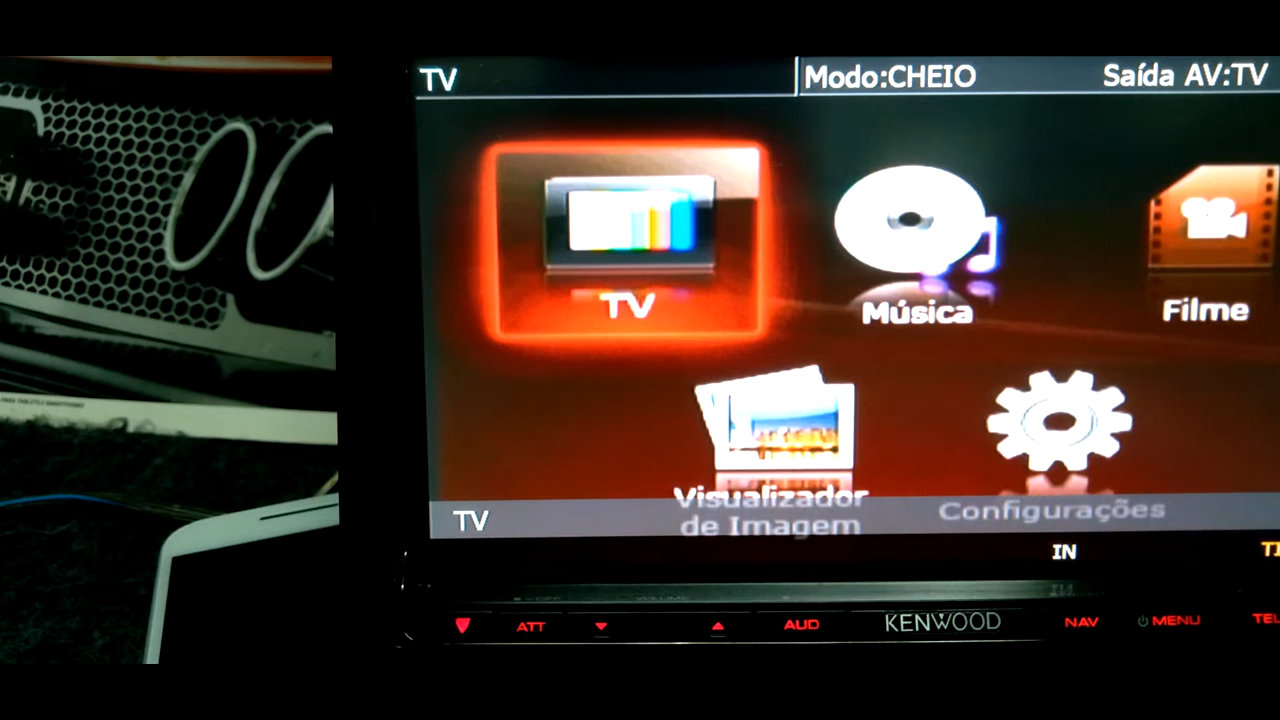 TV
Modo:CHEIO
Saída AV:TV
TV
Música
Filme
Visualizador
de Imagem
Configurações
TV
IN
ATT
AUD
KENWOOD
NAV
MENU
TEL